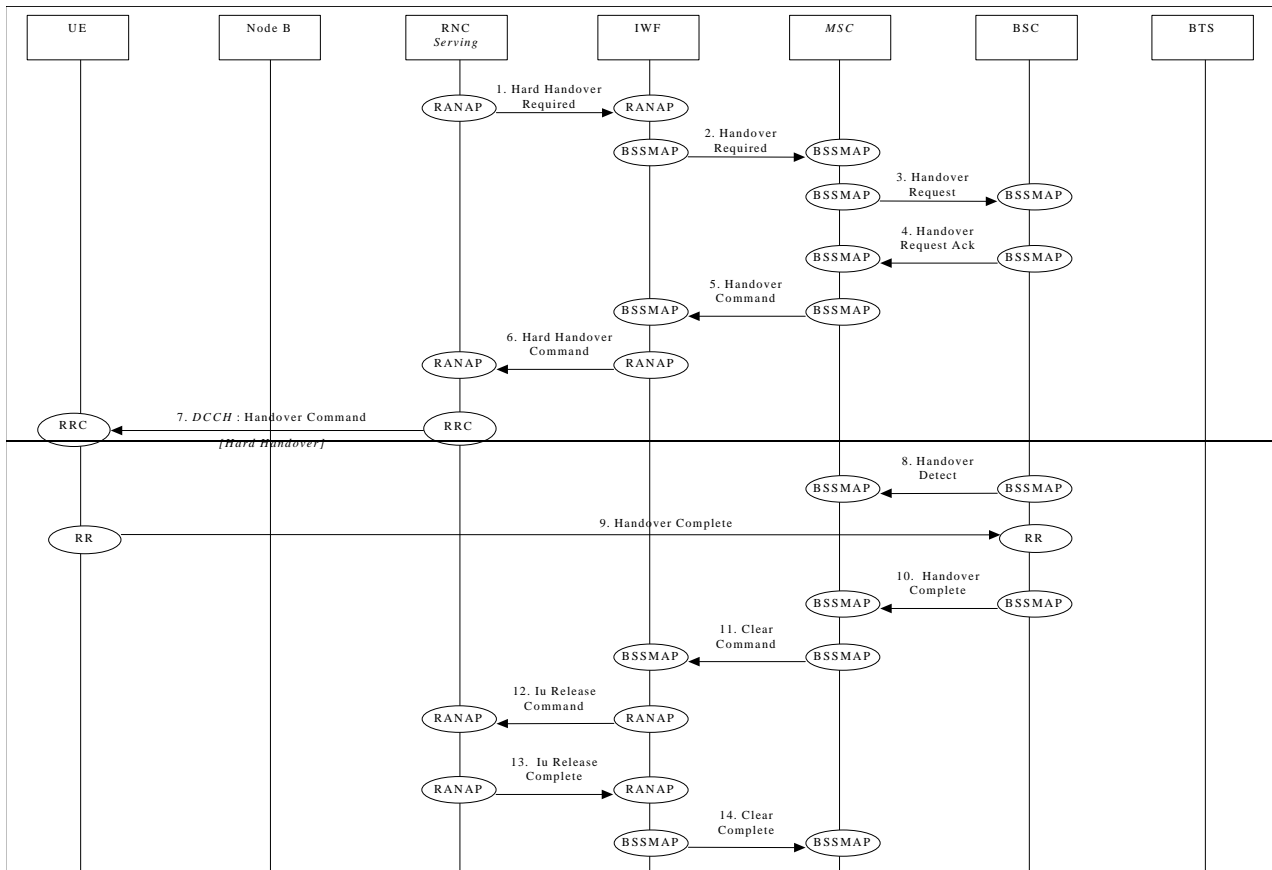 UE
Node B
RNC
Serving
IWF
MSC
BSC
BTS
1. Hard Handover
Required
RANAP
RANAP
2. Handover
Required
BSSMAP
BSSMAP
3. Handover
Request
BSSMAP
BSSMAP
4. Handover
Request Ack
BSSMAP
BSSMAP
5. Handover
Command
BSSMAP
BSSMAP
6. Hard Handover
Command
RANAP
RANAP
7. DCCH : Handover Command
RRC
RRC
[Hard Handover]
8. Handover
Detect
BSSMAP
BSSMAP
9. Handover Complete
RR
RR
10. Handover
Complete
BSSMAP
BSSMAP
11. Clear
Command
BSSMAP
BSSMAP
12. Iu Release
Command
RANAP
RANAP
13. Iu Release
Complete
RANAP
RANAP
14. Clear
Complete
BSSMAP
BSSMAP